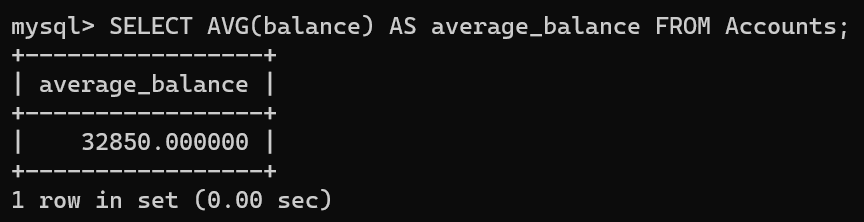 mysql> SELECT AVG(balance) AS average_balance FROM Accounts;
+-----------------+
| average_balance |
+-----------------+
|    32850.000000 |
+-----------------+
1 row in set (0.00 sec)